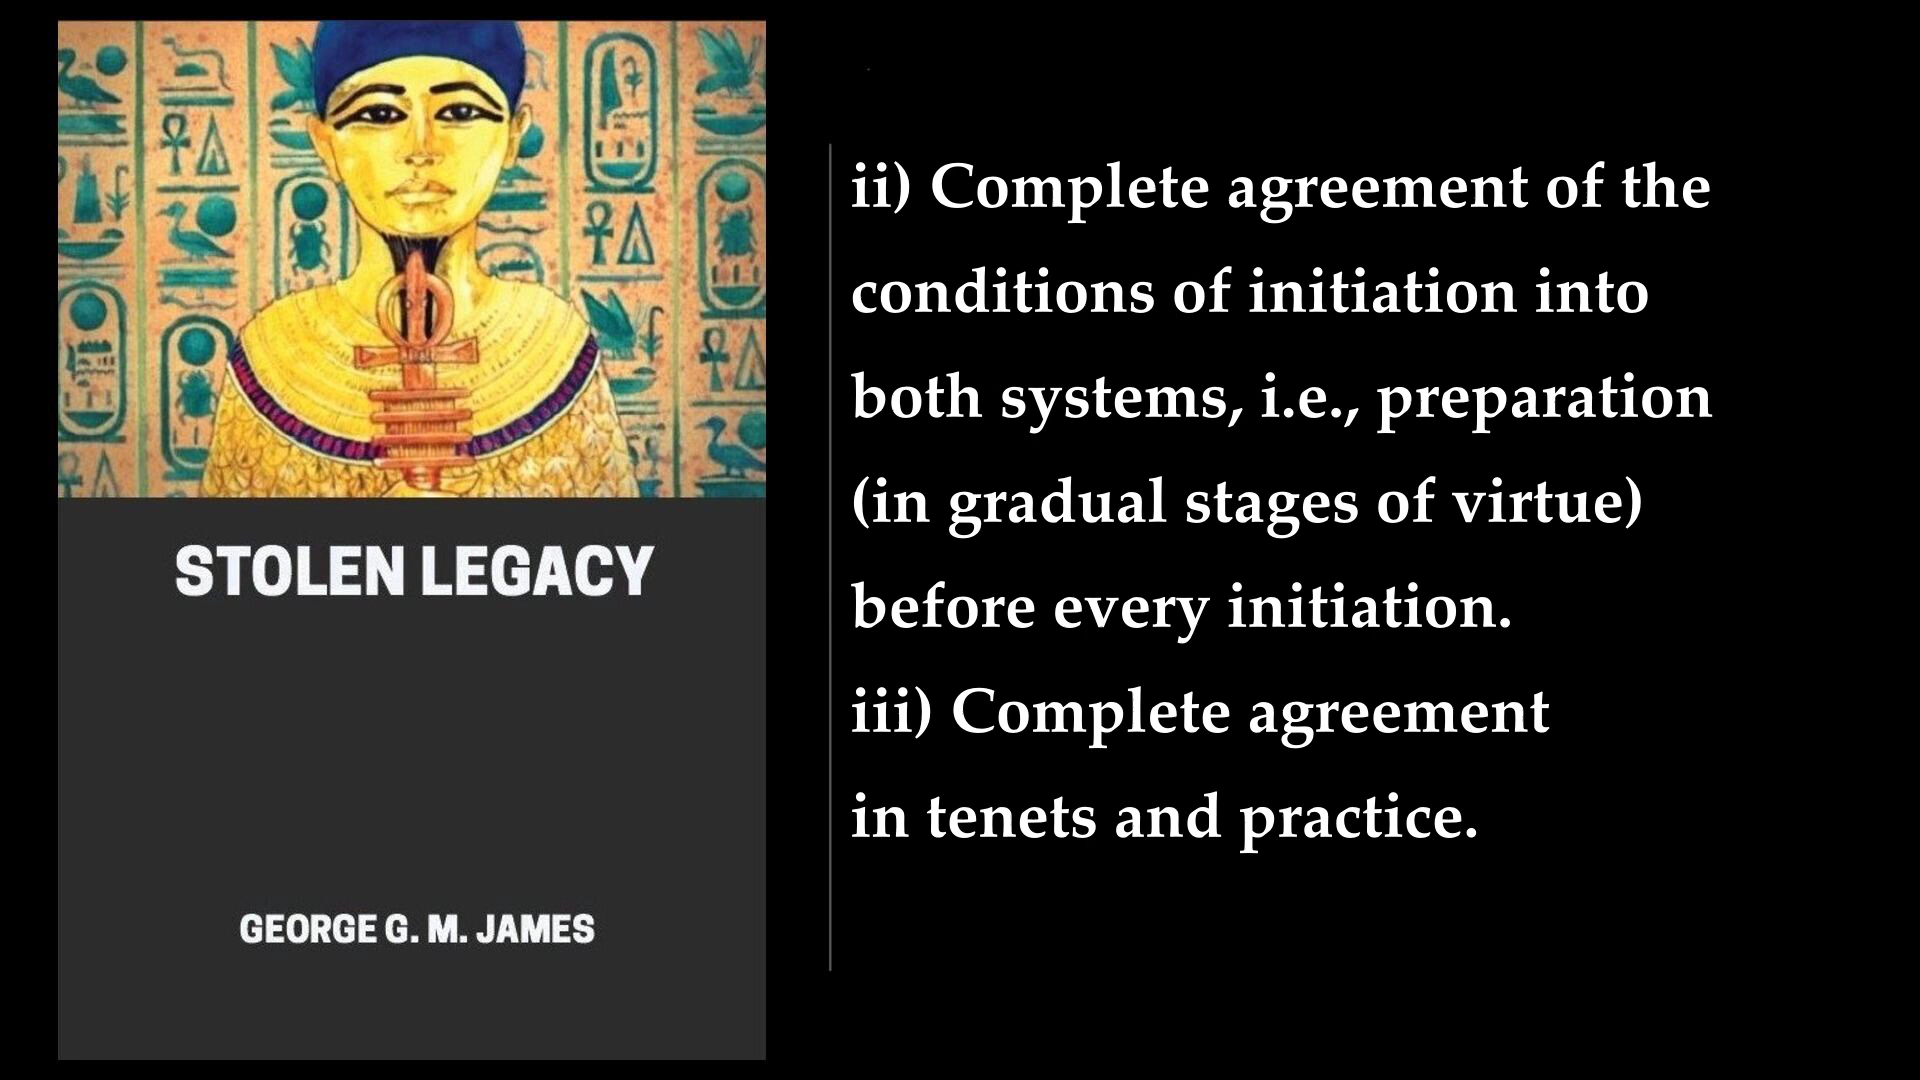 STOLEN LEGACY
GEORGE G. M. JAMES
ii) Complete agreement of the
conditions of initiation into
both systems, i.e., preparation
(in gradual stages of virtue)
before every initiation.
iii) Complete agreement
in tenets and practice.